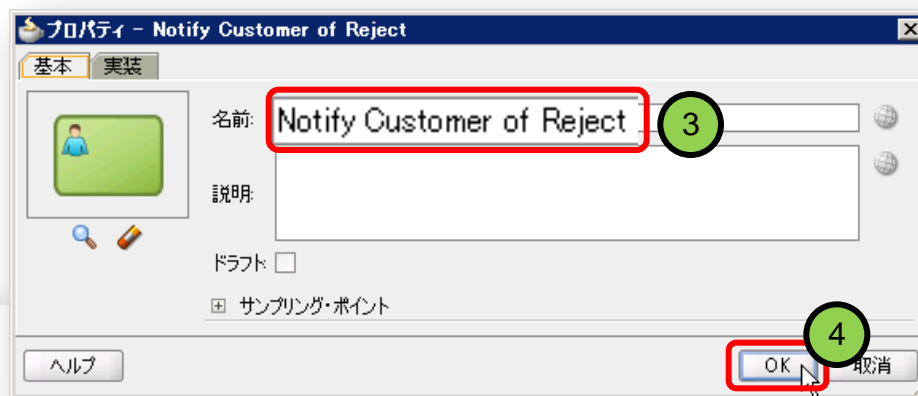 プロパティ - Notify Customer of Reject
基本 実装
名前: Notify Customer of Reject 3
説明:
ドラフト:
サンプリング・ポイント
4
ヘルプ OK 取消